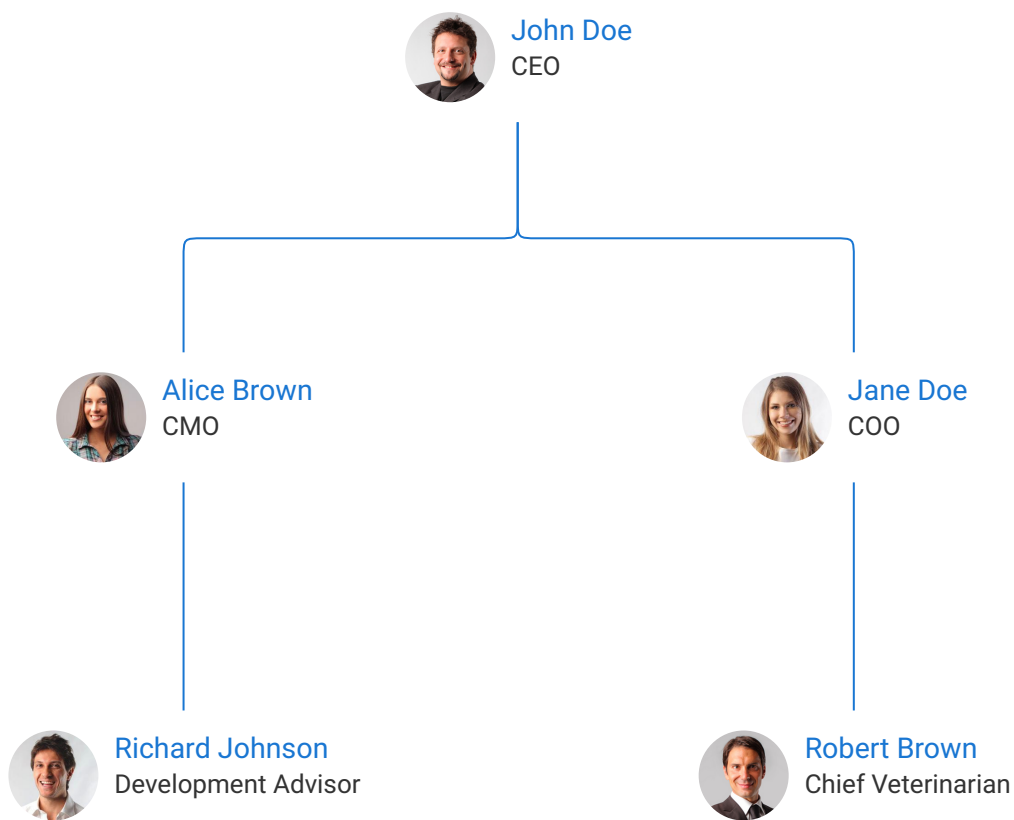 John Doe
CEO
Alice Brown
CMO
Jane Doe
COO
Richard Johnson
Development Advisor
Robert Brown
Chief Veterinarian